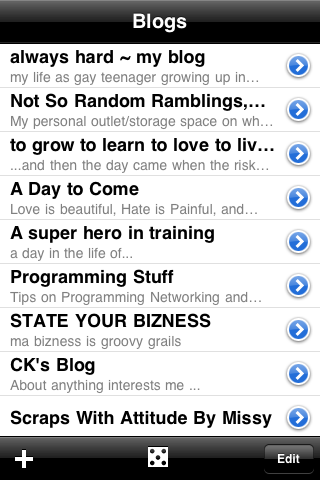 Blogs
always hard ~ my blog
my life as gay teenager growing up in…
Not So Random Ramblings,…
My personal outlet/storage space on wh…
to grow to learn to love to liv…
...and then the day came when the risk…
A Day to Come
Love is beautiful, Hate is Painful, and…
A super hero in training
a day in the life of...
Programming Stuff
Tips on Programming Networking and…
STATE YOUR BIZNESS
ma bizness is groovy grails
CK's Blog
About anything interests me ...
Scraps With Attitude By Missy
Edit